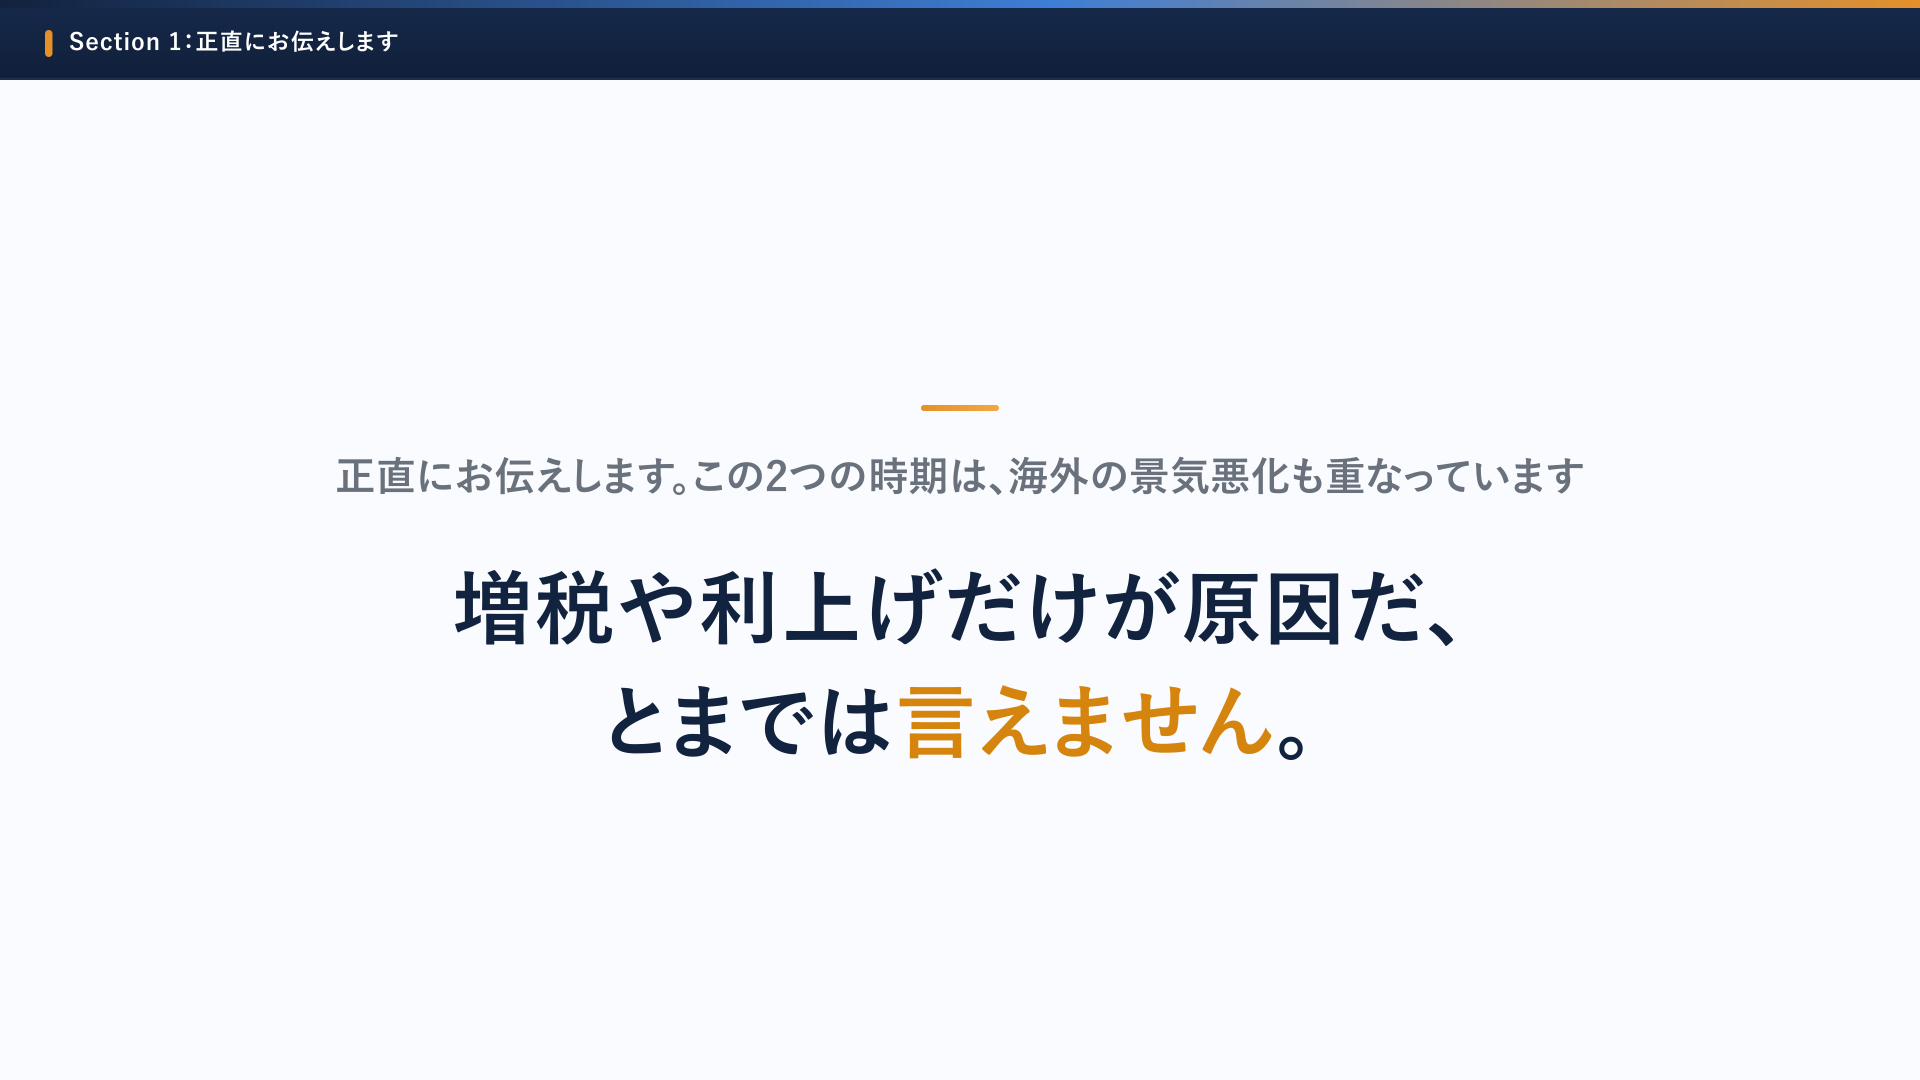 Section 1：正直にお伝えします
正直にお伝えします。この2つの時期は、海外の景気悪化も重なっています
増税や利上げだけが原因だ、
とまでは言えません。